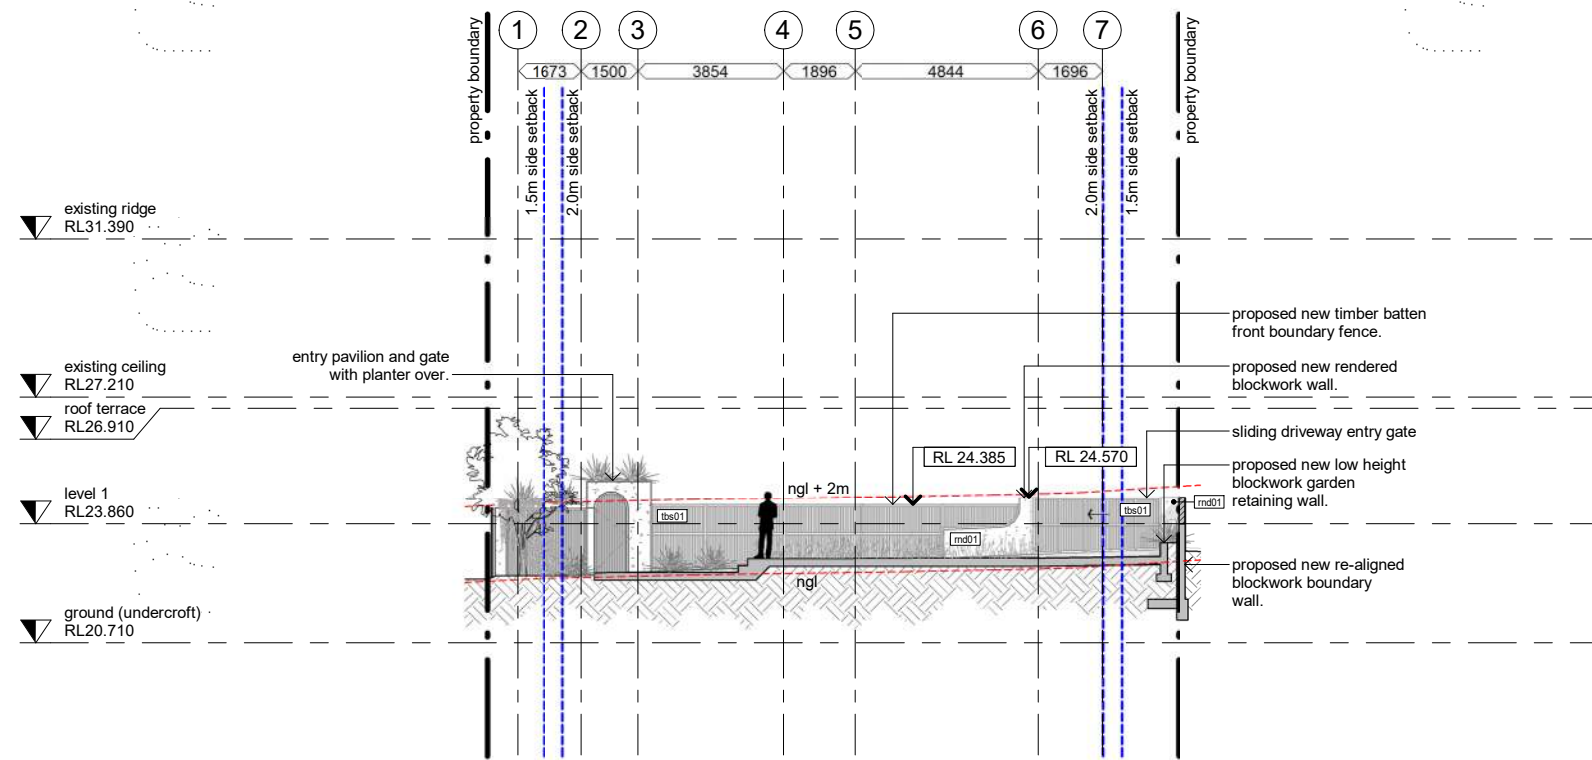 1 2 3 4 5 6 7
1673 1500 3854 1896 4844 1696
property boundary
1.5m side setback
2.0m side setback
2.0m side setback
1.5m side setback
property boundary
existing ridge
RL31.390
existing ceiling
RL27.210
roof terrace
RL26.910
level 1
RL23.860
ground (undercroft)
RL20.710
entry pavilion and gate
with planter over.
proposed new timber batten
front boundary fence.
proposed new rendered
blockwork wall.
sliding driveway entry gate
proposed new low height
blockwork garden
retaining wall.
proposed new re-aligned
blockwork boundary
wall.
RL 24.385
RL 24.570
ngl + 2m
tbs01
rnd01
tbs01
rnd01
ngl